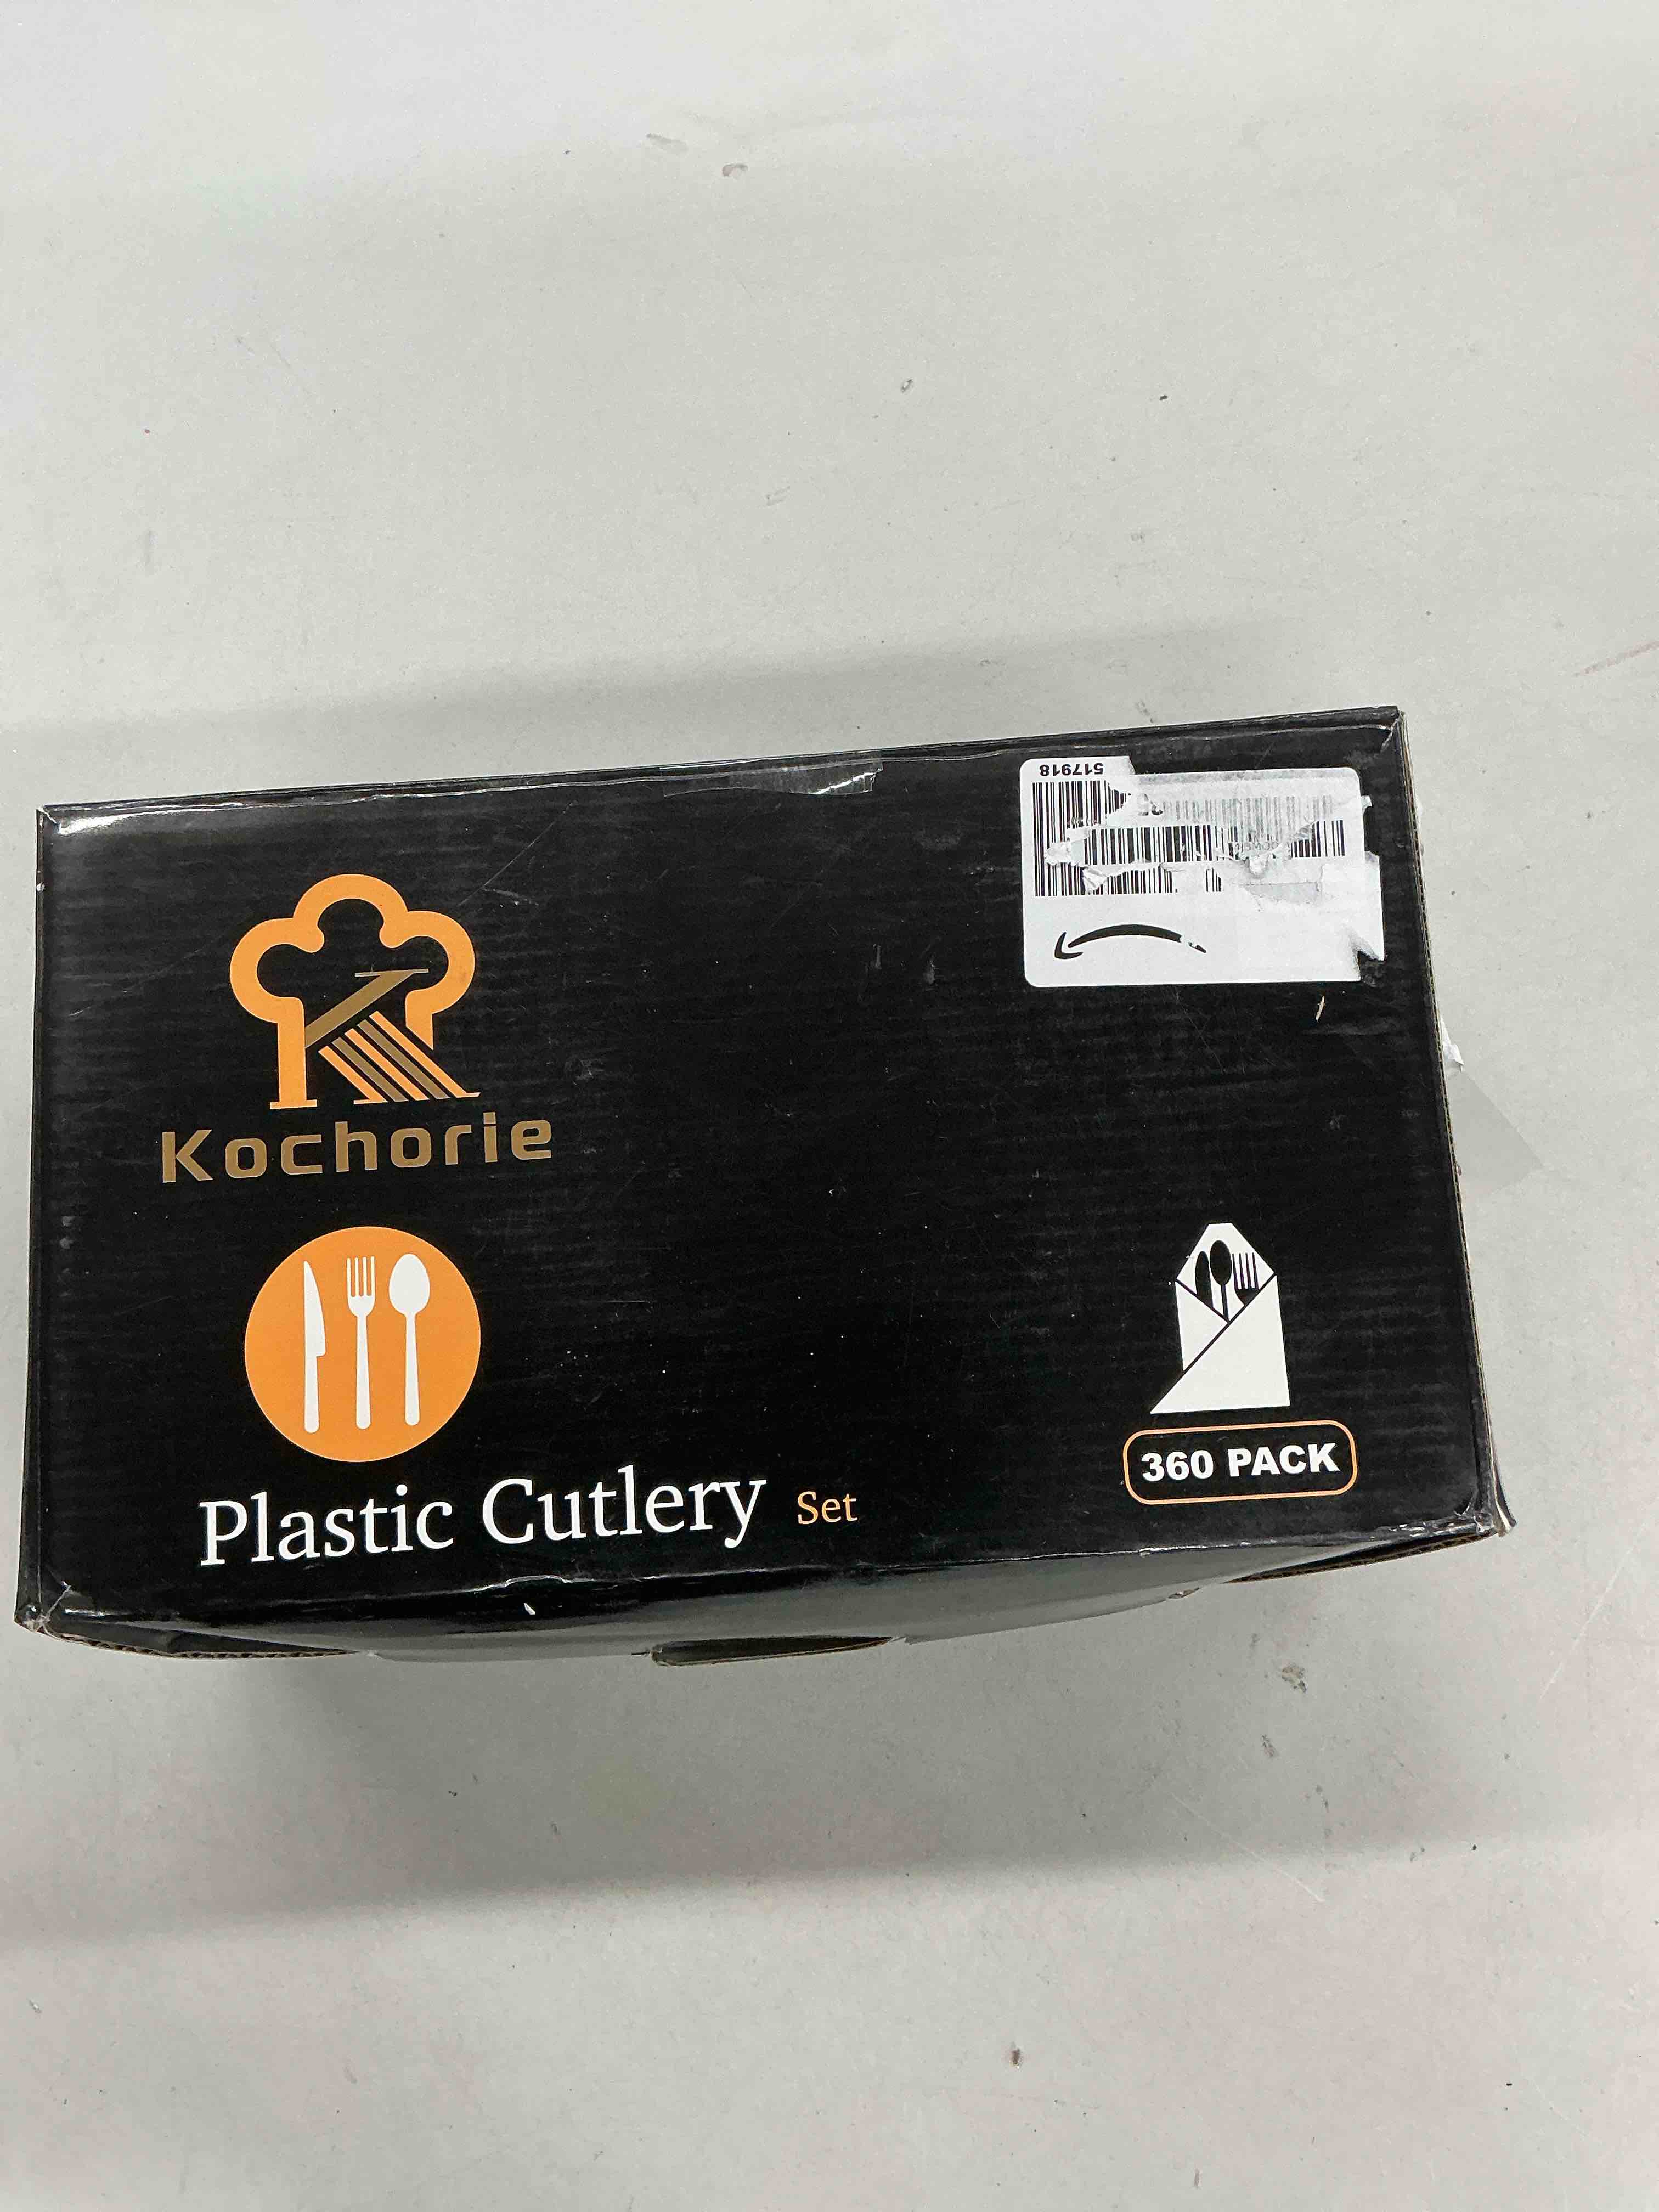 517918
Kochorie
Plastic Cutlery Set
360 PACK